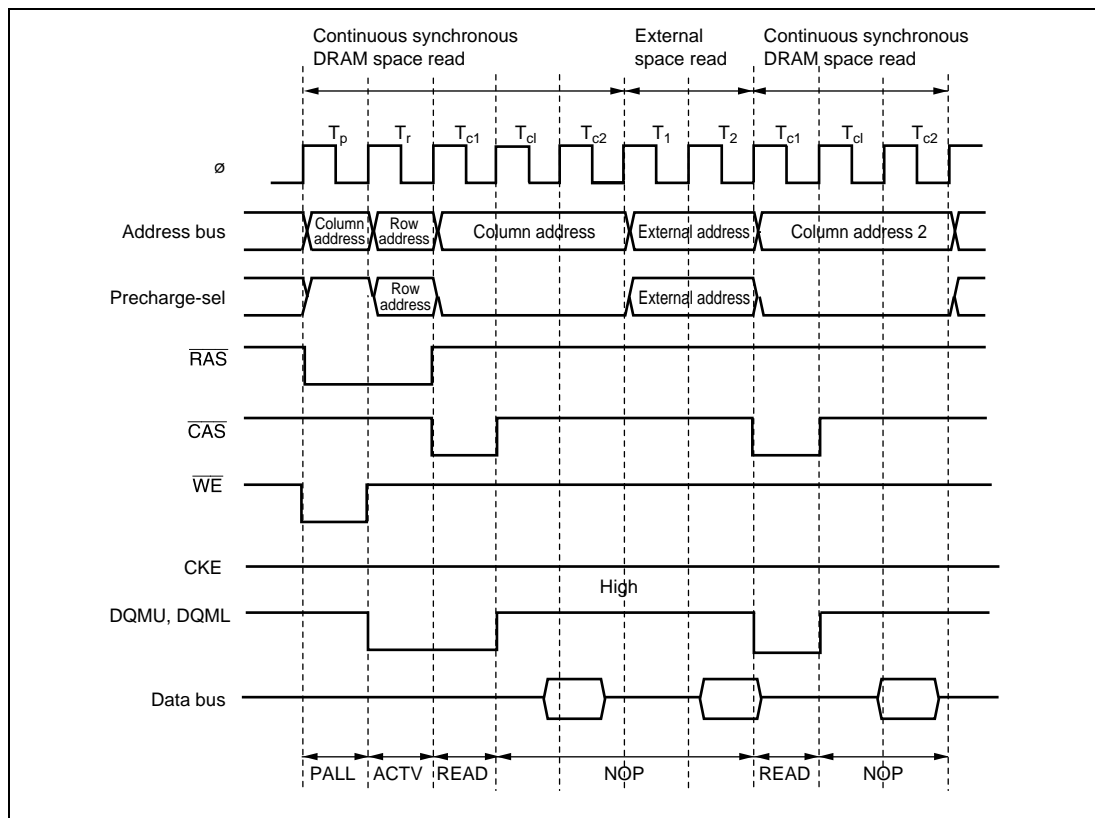 Continuous synchronous
DRAM space read
External
space read
Continuous synchronous
DRAM space read
Tp Tr Tc1 Tcl Tc2 T1 T2 Tc1 Tcl Tc2
ø
Address bus
Column
address
Row
address
Column address
External address
Column address 2
Precharge-sel
Row
address
External address
RAS
CAS
WE
CKE
High
DQMU, DQML
Data bus
PALL ACTV READ NOP READ NOP